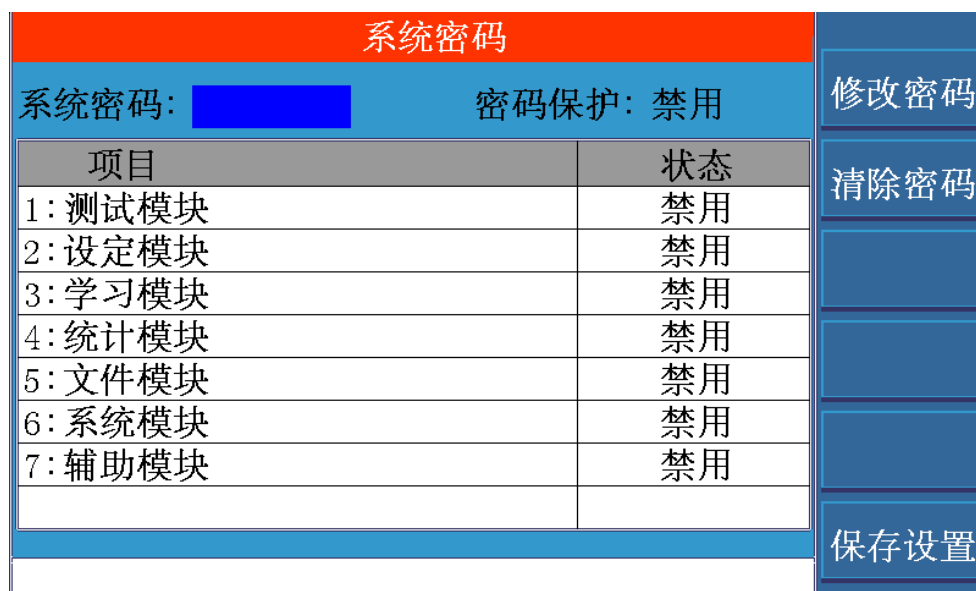 系统密码
系统密码: 密码保护: 禁用
项目 状态
1:测试模块 禁用
2:设定模块 禁用
3:学习模块 禁用
4:统计模块 禁用
5:文件模块 禁用
6:系统模块 禁用
7:辅助模块 禁用
修改密码
清除密码
保存设置